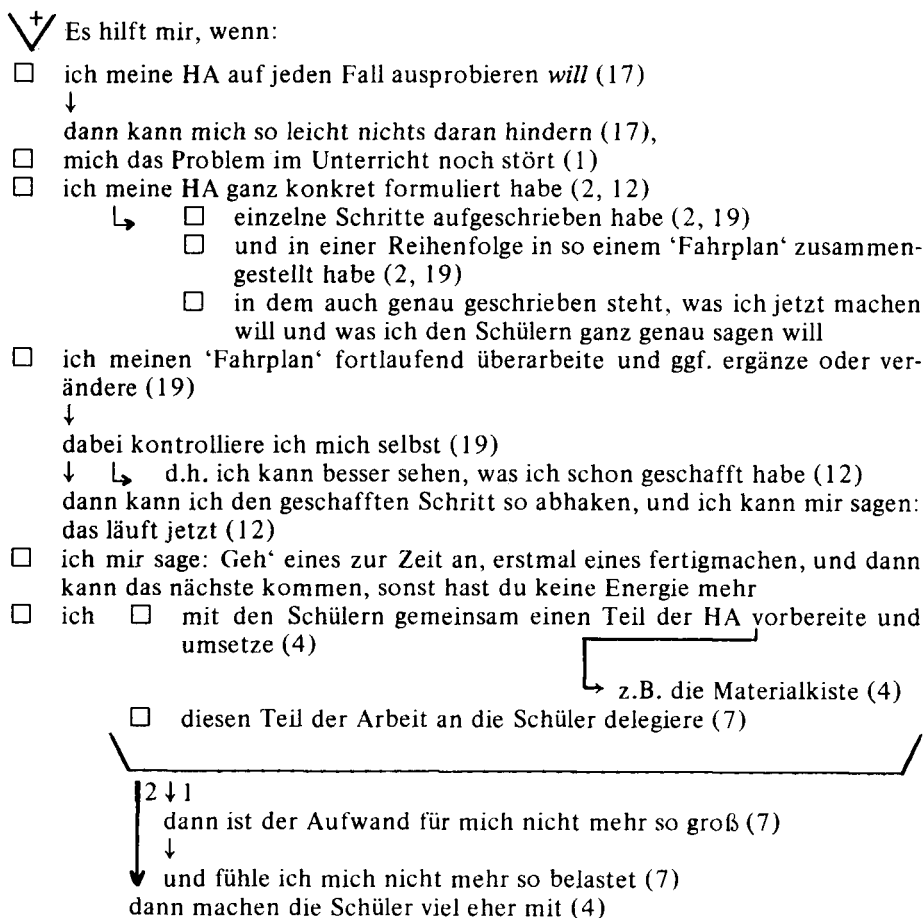 +
Es hilft mir, wenn:
☐ ich meine HA auf jeden Fall ausprobieren will (17)
↓
dann kann mich so leicht nichts daran hindern (17),
☐ mich das Problem im Unterricht noch stört (1)
☐ ich meine HA ganz konkret formuliert habe (2, 12)
↳ ☐ einzelne Schritte aufgeschrieben habe (2, 19)
☐ und in einer Reihenfolge in so einem 'Fahrplan' zusammen-
gestellt habe (2, 19)
☐ in dem auch genau geschrieben steht, was ich jetzt machen
will und was ich den Schülern ganz genau sagen will
☐ ich meinen 'Fahrplan' fortlaufend überarbeite und ggf. ergänze oder ver-
ändere (19)
↓
dabei kontrolliere ich mich selbst (19)
↓ ↳ d.h. ich kann besser sehen, was ich schon geschafft habe (12)
dann kann ich den geschafften Schritt so abhaken, und ich kann mir sagen:
das läuft jetzt (12)
☐ ich mir sage: Geh' eines zur Zeit an, erstmal eines fertigmachen, und dann
kann das nächste kommen, sonst hast du keine Energie mehr
☐ ich ☐ mit den Schülern gemeinsam einen Teil der HA vorbereite und
umsetze (4)
→ z.B. die Materialkiste (4)
☐ diesen Teil der Arbeit an die Schüler delegiere (7)
2 ↓ 1
dann ist der Aufwand für mich nicht mehr so groß (7)
↓
und fühle ich mich nicht mehr so belastet (7)
dann machen die Schüler viel eher mit (4)